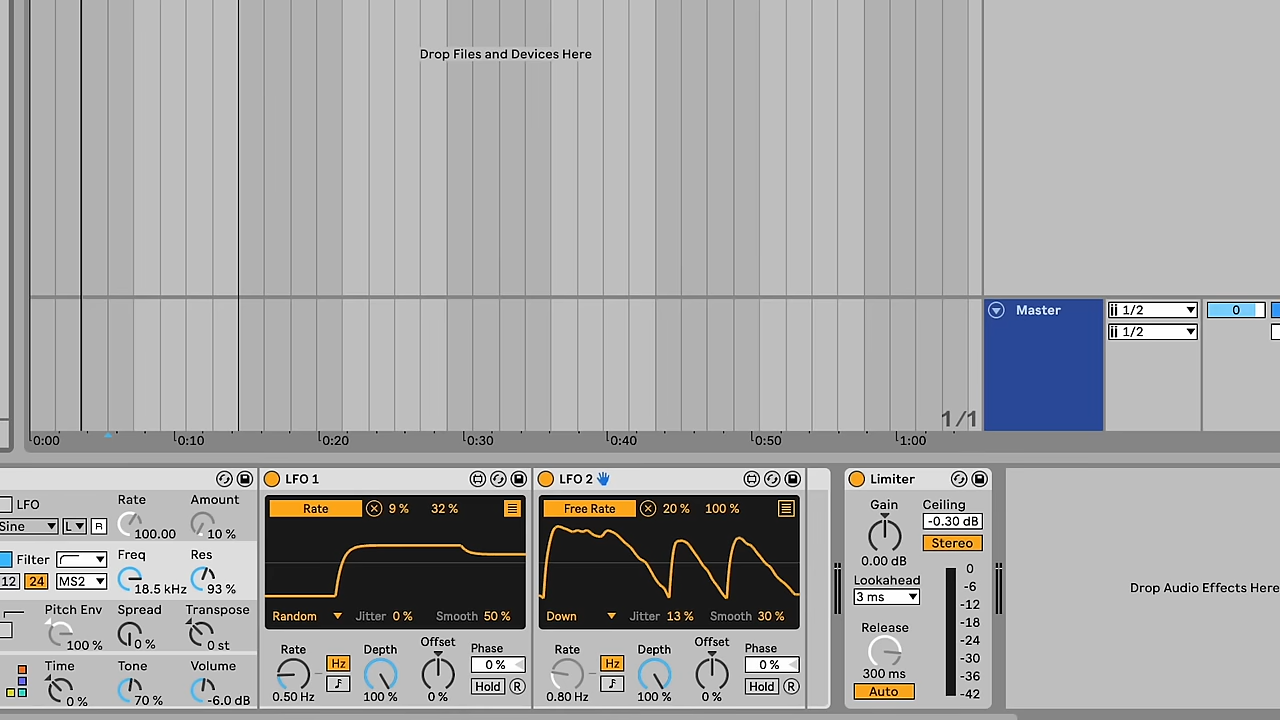 Drop Files and Devices Here
Master
ii 1/2
0
ii 1/2
1/1
0:00
0:10
0:20
0:30
0:40
0:50
1:00
LFO
Rate
Amount
Sine
L
R
100.00
10 %
Filter
Freq
Res
12
24
MS2
18.5 kHz
93 %
Pitch Env
Spread
Transpose
100 %
0 %
0 st
Time
Tone
Volume
0 %
70 %
-6.0 dB
LFO 1
Rate
9 %
32 %
Random
Jitter 0 %
Smooth 50 %
Rate
Hz
Depth
Offset
Phase
0 %
Hold
R
0.50 Hz
100 %
0 %
LFO 2
Free Rate
20 %
100 %
Down
Jitter 13 %
Smooth 30 %
Rate
Hz
Depth
Offset
Phase
0 %
Hold
R
0.80 Hz
100 %
0 %
Limiter
Gain
Ceiling
-0.30 dB
Stereo
0.00 dB
Lookahead
3 ms
Release
300 ms
Auto
0
-6
-12
-18
-24
-30
-36
-42
Drop Audio Effects Here